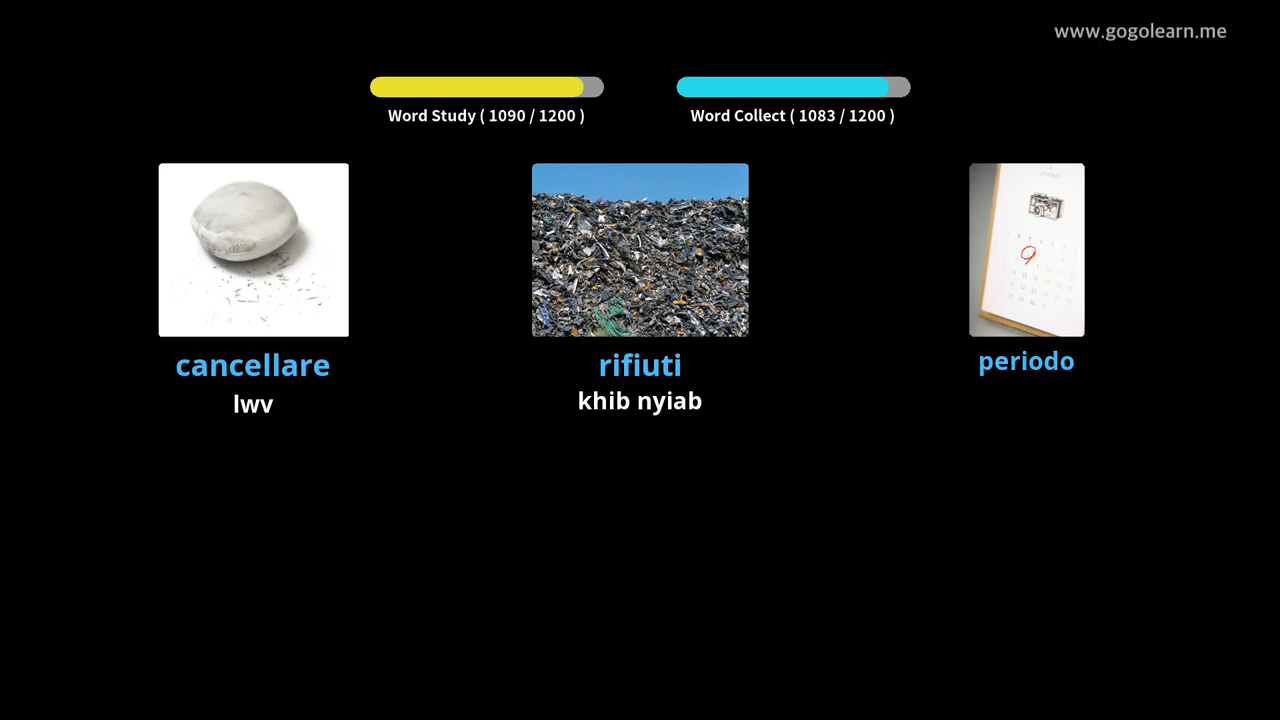 www.gogolearn.me
Word Study ( 1090 / 1200 )
Word Collect ( 1083 / 1200 )
cancellare
lwv
rifiuti
khib nyiab
periodo